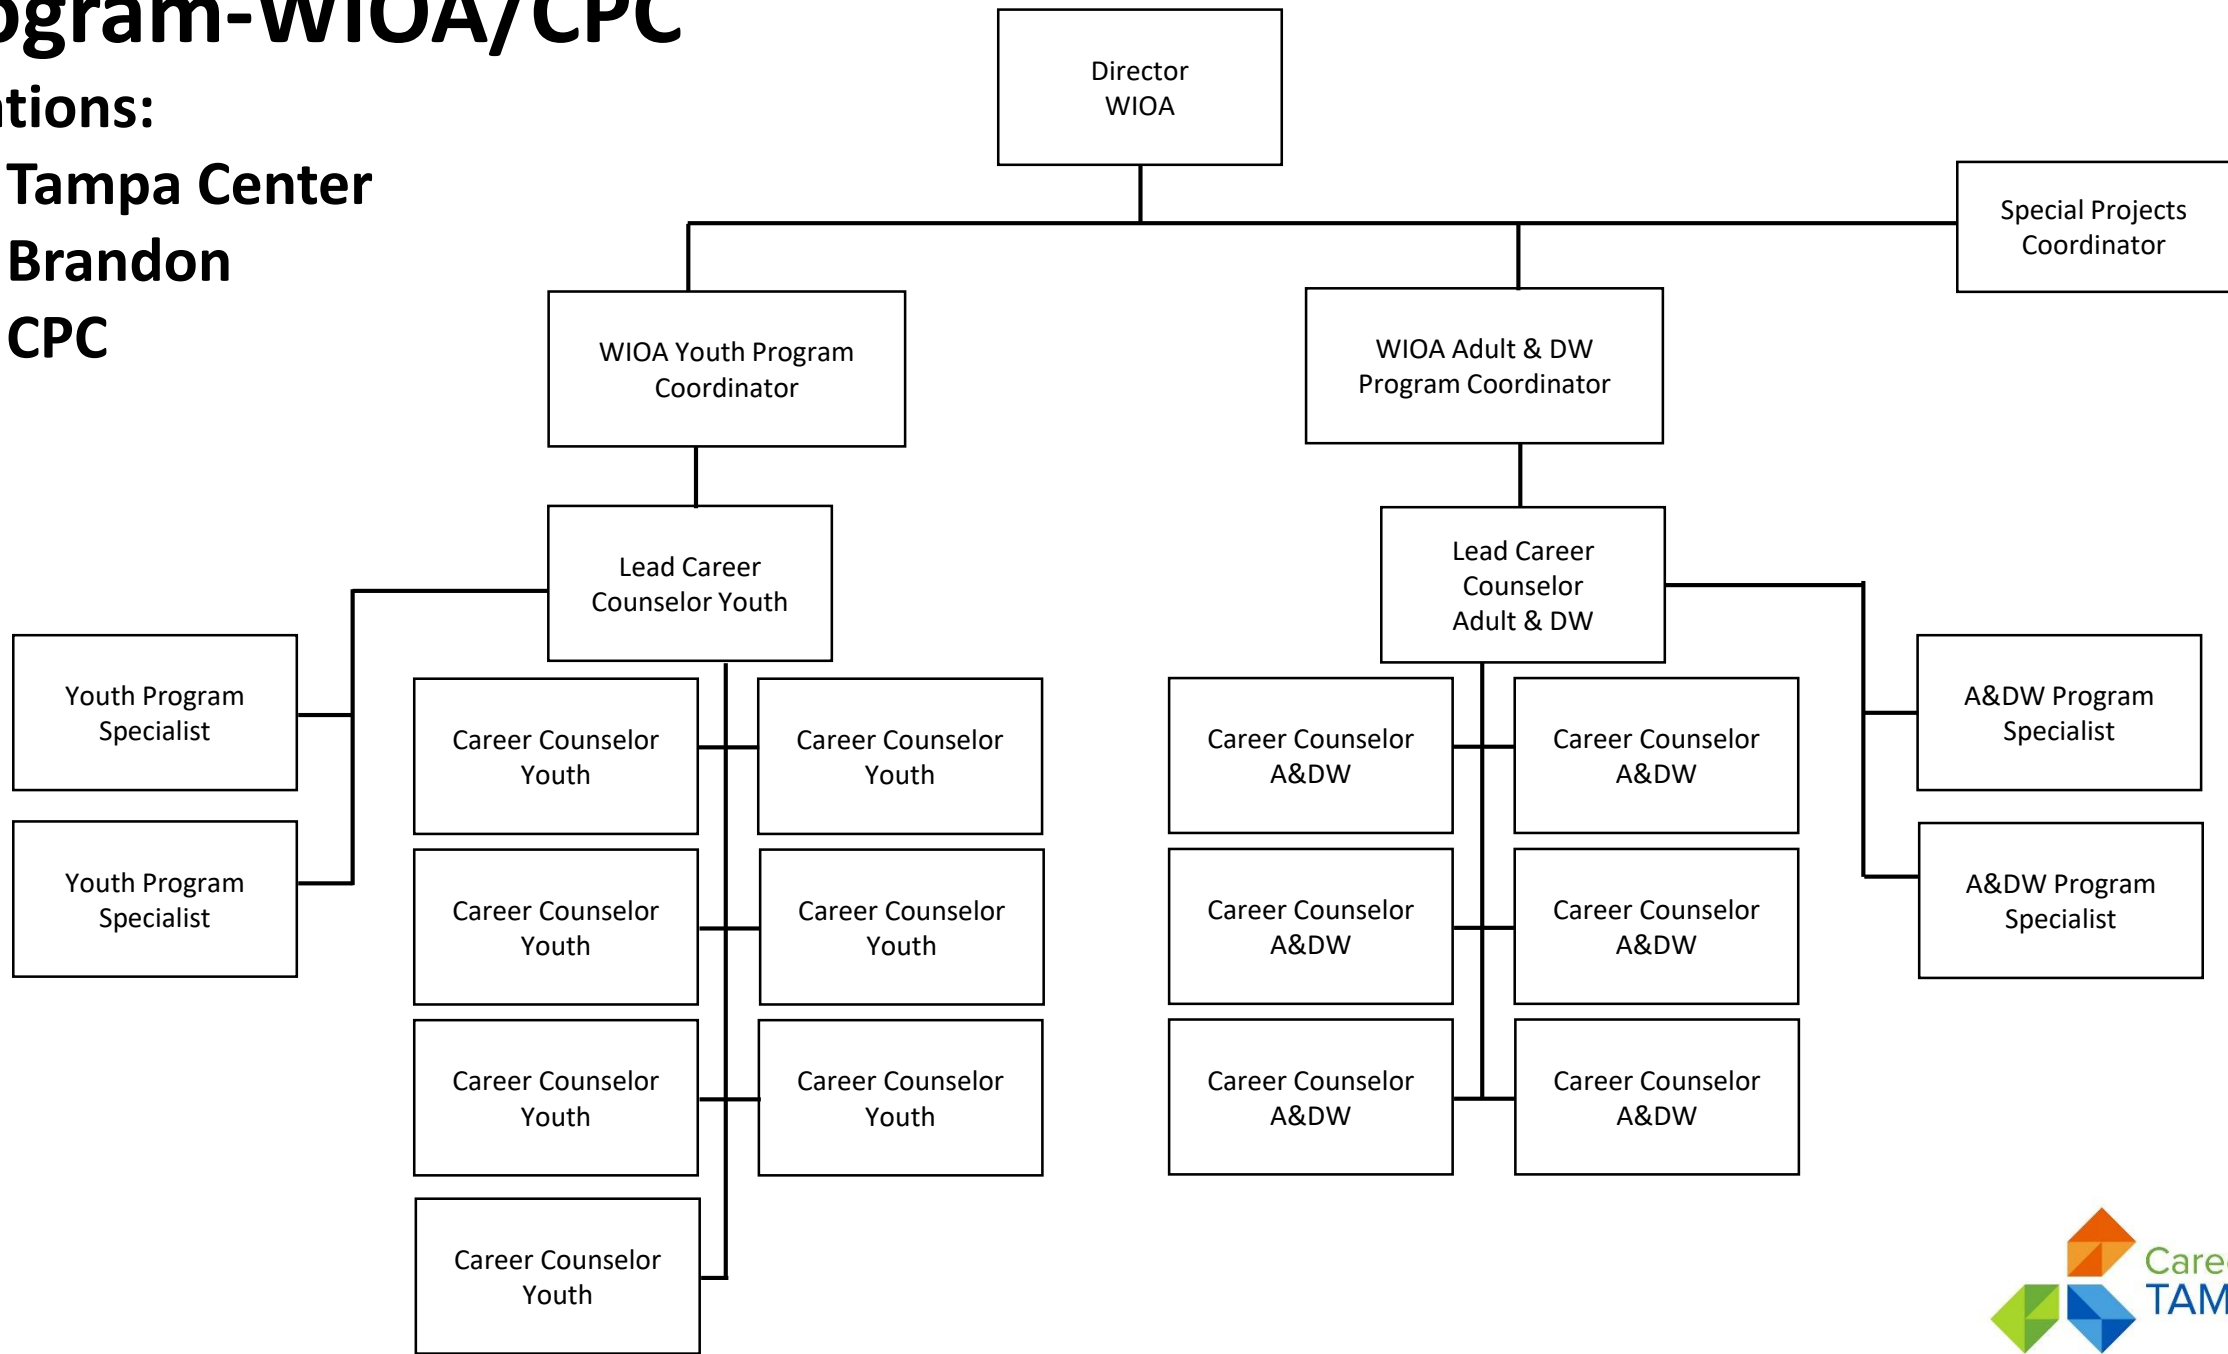 ogram-WIOA/CPC
ations:
Tampa Center
Brandon
CPC
Director
WIOA
Special Projects
Coordinator
WIOA Youth Program
Coordinator
WIOA Adult & DW
Program Coordinator
Lead Career
Counselor Youth
Lead Career
Counselor
Adult & DW
Youth Program
Specialist
Youth Program
Specialist
Career Counselor
Youth
Career Counselor
Youth
Career Counselor
Youth
Career Counselor
Youth
Career Counselor
Youth
Career Counselor
Youth
Career Counselor
Youth
Career Counselor
A&DW
Career Counselor
A&DW
Career Counselor
A&DW
Career Counselor
A&DW
Career Counselor
A&DW
Career Counselor
A&DW
A&DW Program
Specialist
A&DW Program
Specialist
Care
TAM